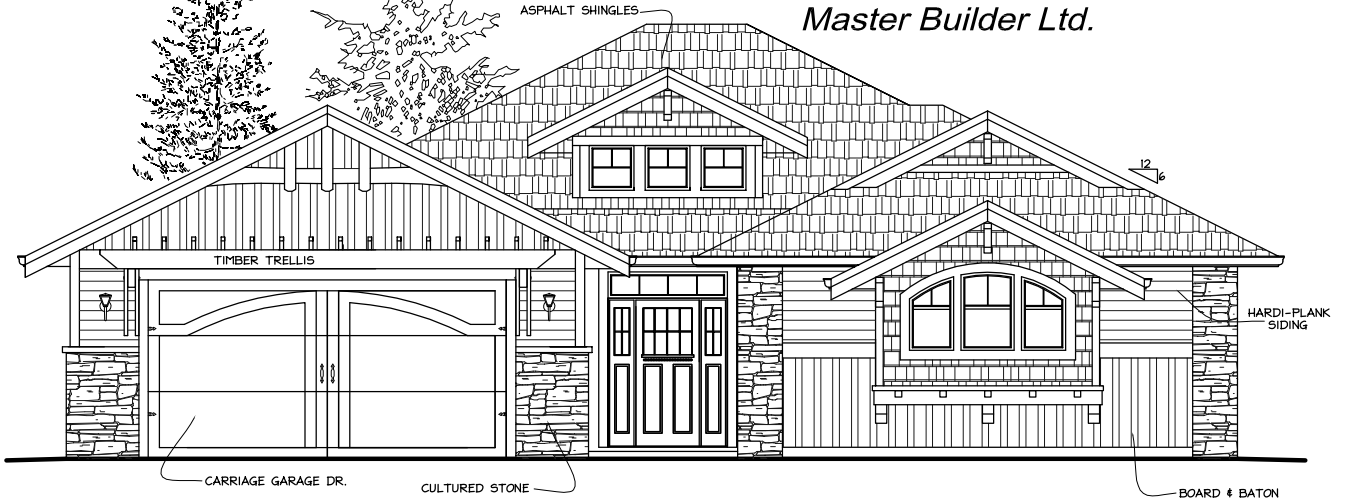 ASPHALT SHINGLES
Master Builder Ltd.
12
6
TIMBER TRELLIS
HARDI-PLANK
SIDING
CARRIAGE GARAGE DR.
CULTURED STONE
BOARD & BATON